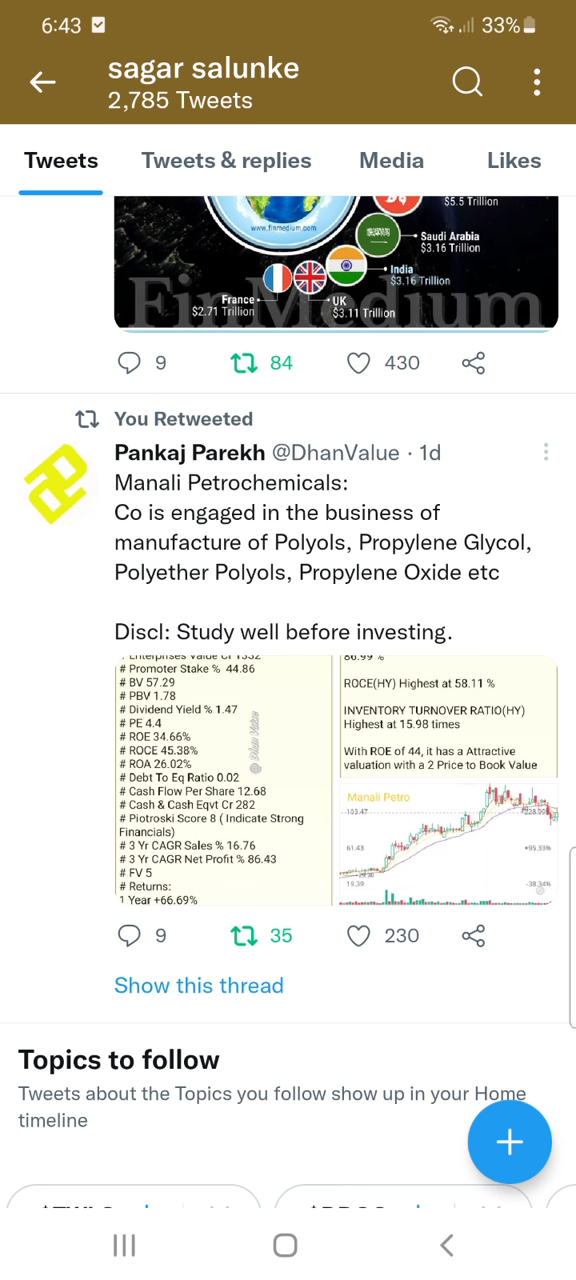 6:43
33%
sagar salunke
2,785 Tweets
Tweets
Tweets & replies
Media
Likes
$5.5 Trillion
www.finmedium.com
Saudi Arabia
$3.16 Trillion
India
$3.16 Trillion
France
$2.71 Trillion
UK
$3.11 Trillion
FinMedium
9
84
430
You Retweeted
Pankaj Parekh @DhanValue · 1d
Manali Petrochemicals:
Co is engaged in the business of
manufacture of Polyols, Propylene Glycol,
Polyether Polyols, Propylene Oxide etc
Discl: Study well before investing.
# Promoter Stake % 44.86
# BV 57.29
# PBV 1.78
# Dividend Yield % 1.47
# PE 4.4
# ROE 34.66%
# ROCE 45.38%
# ROA 26.02%
# Debt To Eq Ratio 0.02
# Cash Flow Per Share 12.68
# Cash & Cash Eqvt Cr 282
# Piotroski Score 8 ( Indicate Strong
Financials)
# 3 Yr CAGR Sales % 16.76
# 3 Yr CAGR Net Profit % 86.43
# FV 5
# Returns:
1 Year +66.69%
@ Dhan Value
86.99 %
ROCE(HY) Highest at 58.11 %
INVENTORY TURNOVER RATIO(HY)
Highest at 15.98 times
With ROE of 44, it has a Attractive
valuation with a 2 Price to Book Value
Manali Petro
61.43
19.39
9
35
230
Show this thread
Topics to follow
Tweets about the Topics you follow show up in your Home
timeline